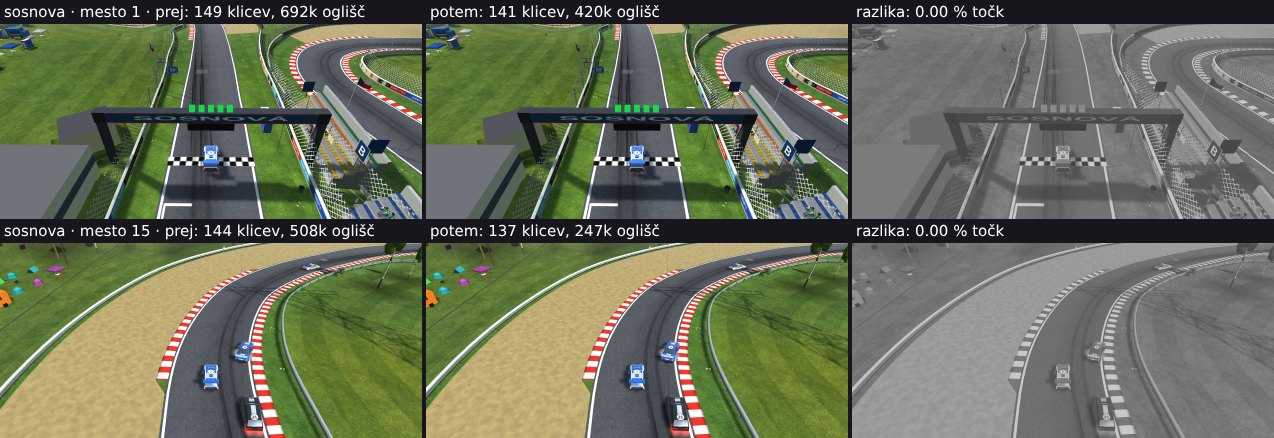 sosnova · mesto 1 · prej: 149 klicev, 692k oglišč
potem: 141 klicev, 420k oglišč
razlika: 0.00 % točk
SOSNOVA
SOSNOVA
SOSNOVA
sosnova · mesto 15 · prej: 144 klicev, 508k oglišč
potem: 137 klicev, 247k oglišč
razlika: 0.00 % točk